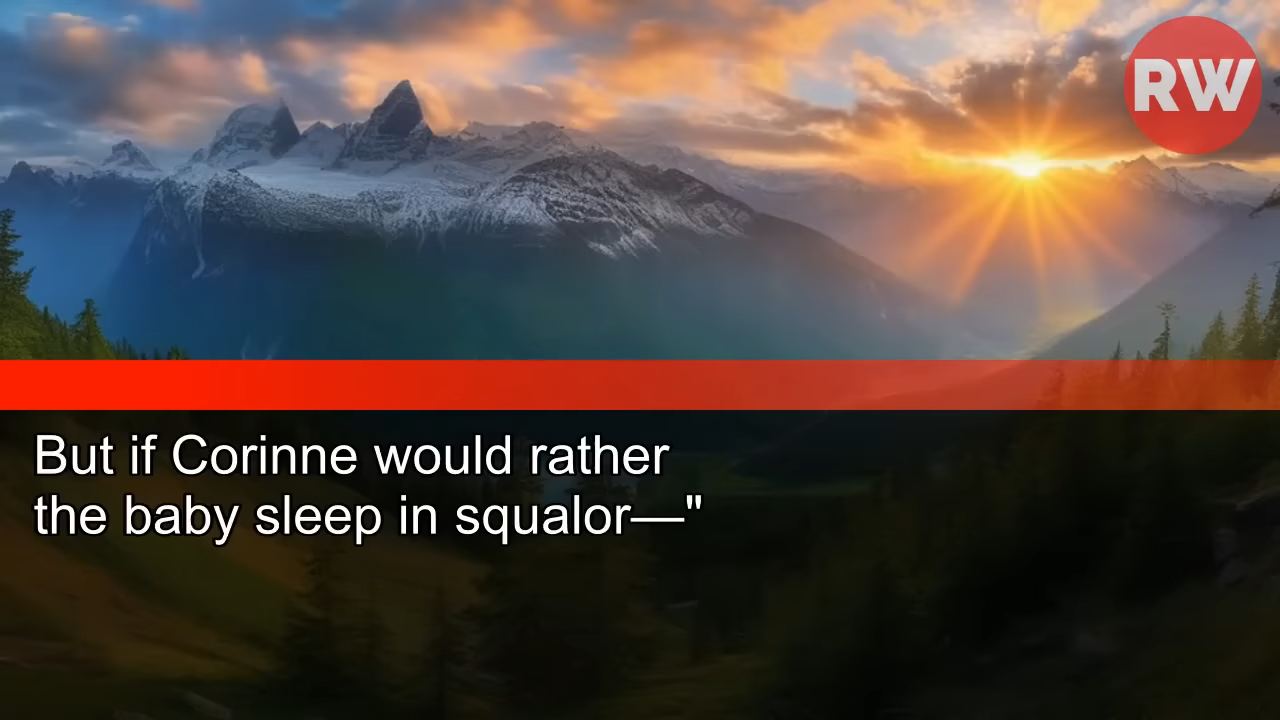 RW
But if Corinne would rather
the baby sleep in squalor—"